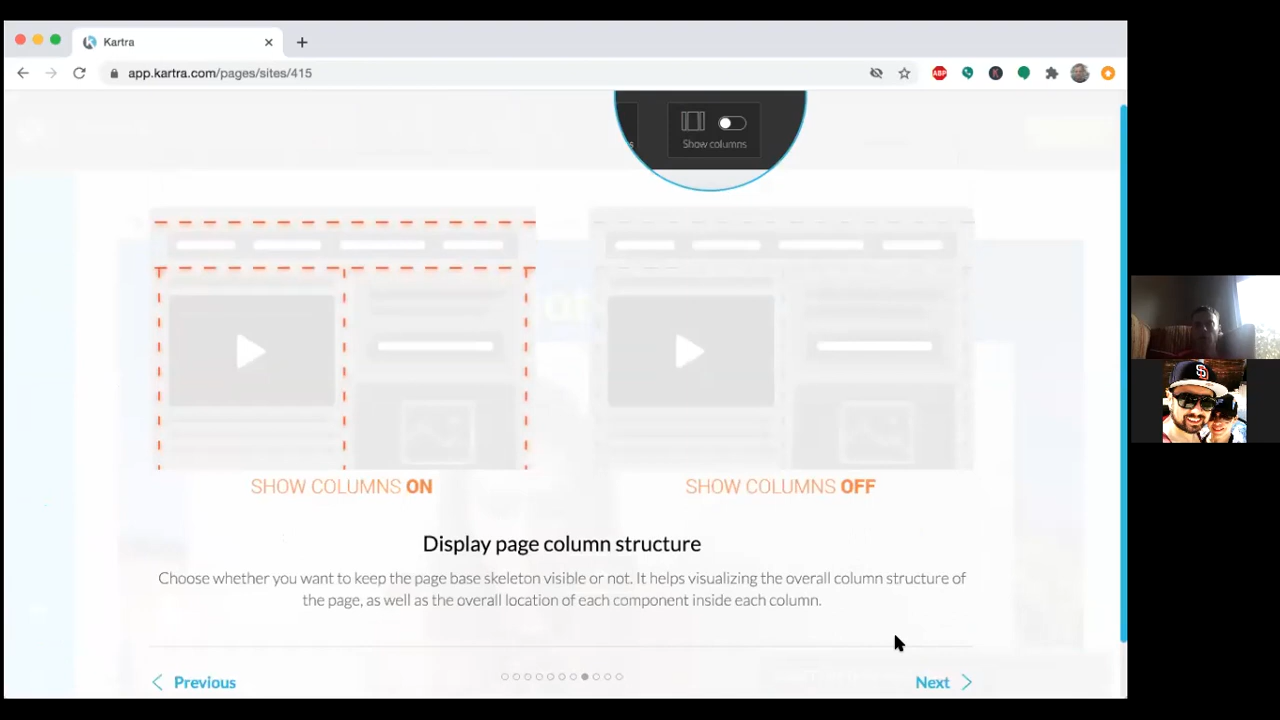 Kartra
app.kartra.com/pages/sites/415
ABP
K
s
Show columns
SHOW COLUMNS ON
SHOW COLUMNS OFF
Display page column structure
Choose whether you want to keep the page base skeleton visible or not. It helps visualizing the overall column structure of
the page, as well as the overall location of each component inside each column.
Previous
Next